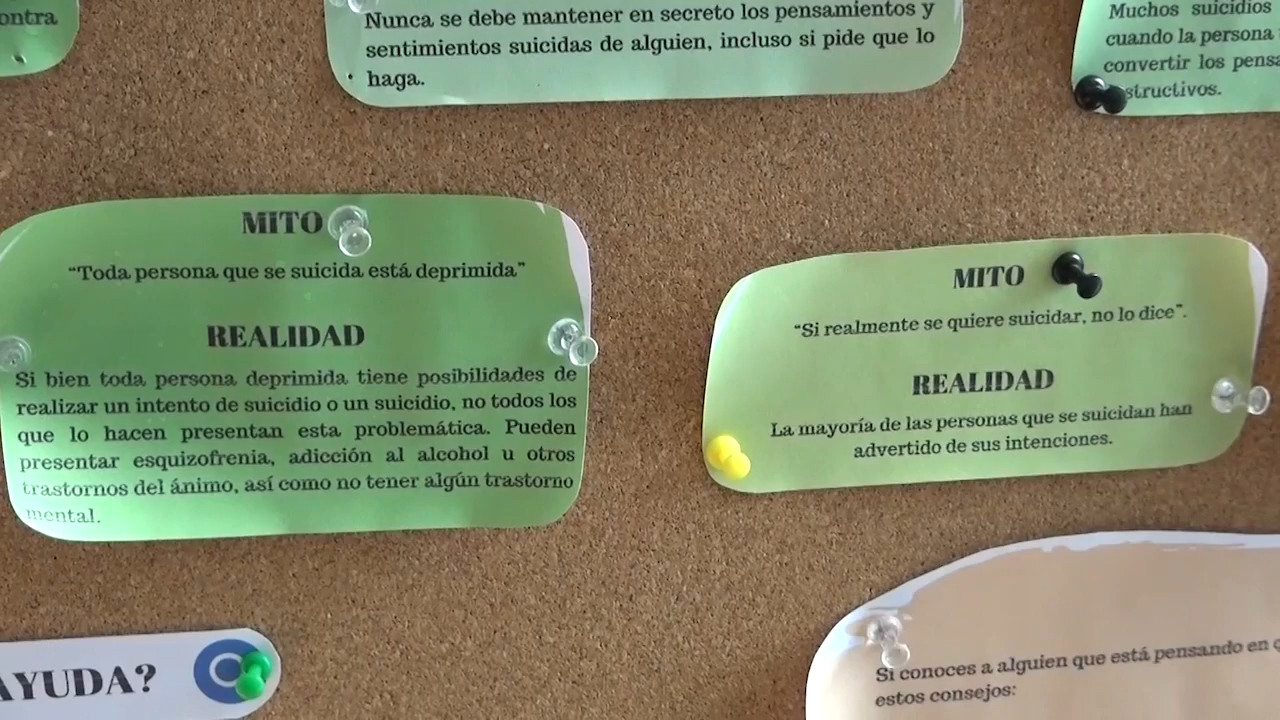 ontra
Nunca se debe mantener en secreto los pensamientos y
sentimientos suicidas de alguien, incluso si pide que lo
haga.
Muchos suicidios
cuando la persona
convertir los
structivos.
MITO
"Toda persona que se suicida está deprimida"
REALIDAD
Si bien toda persona deprimida tiene posibilidades de
realizar un intento de suicidio o un suicidio, no todos los
que lo hacen presentan esta problemática. Pueden
presentar esquizofrenia, adicción al alcohol u otros
trastornos del ánimo, así como no tener algún trastorno
mental.
MITO
"Si realmente se quiere suicidar, no lo dice".
REALIDAD
La mayoría de las personas que se suicidan han
advertido de sus intenciones.
AYUDA?
Si conoces a alguien que está pensando en
estos consejos: